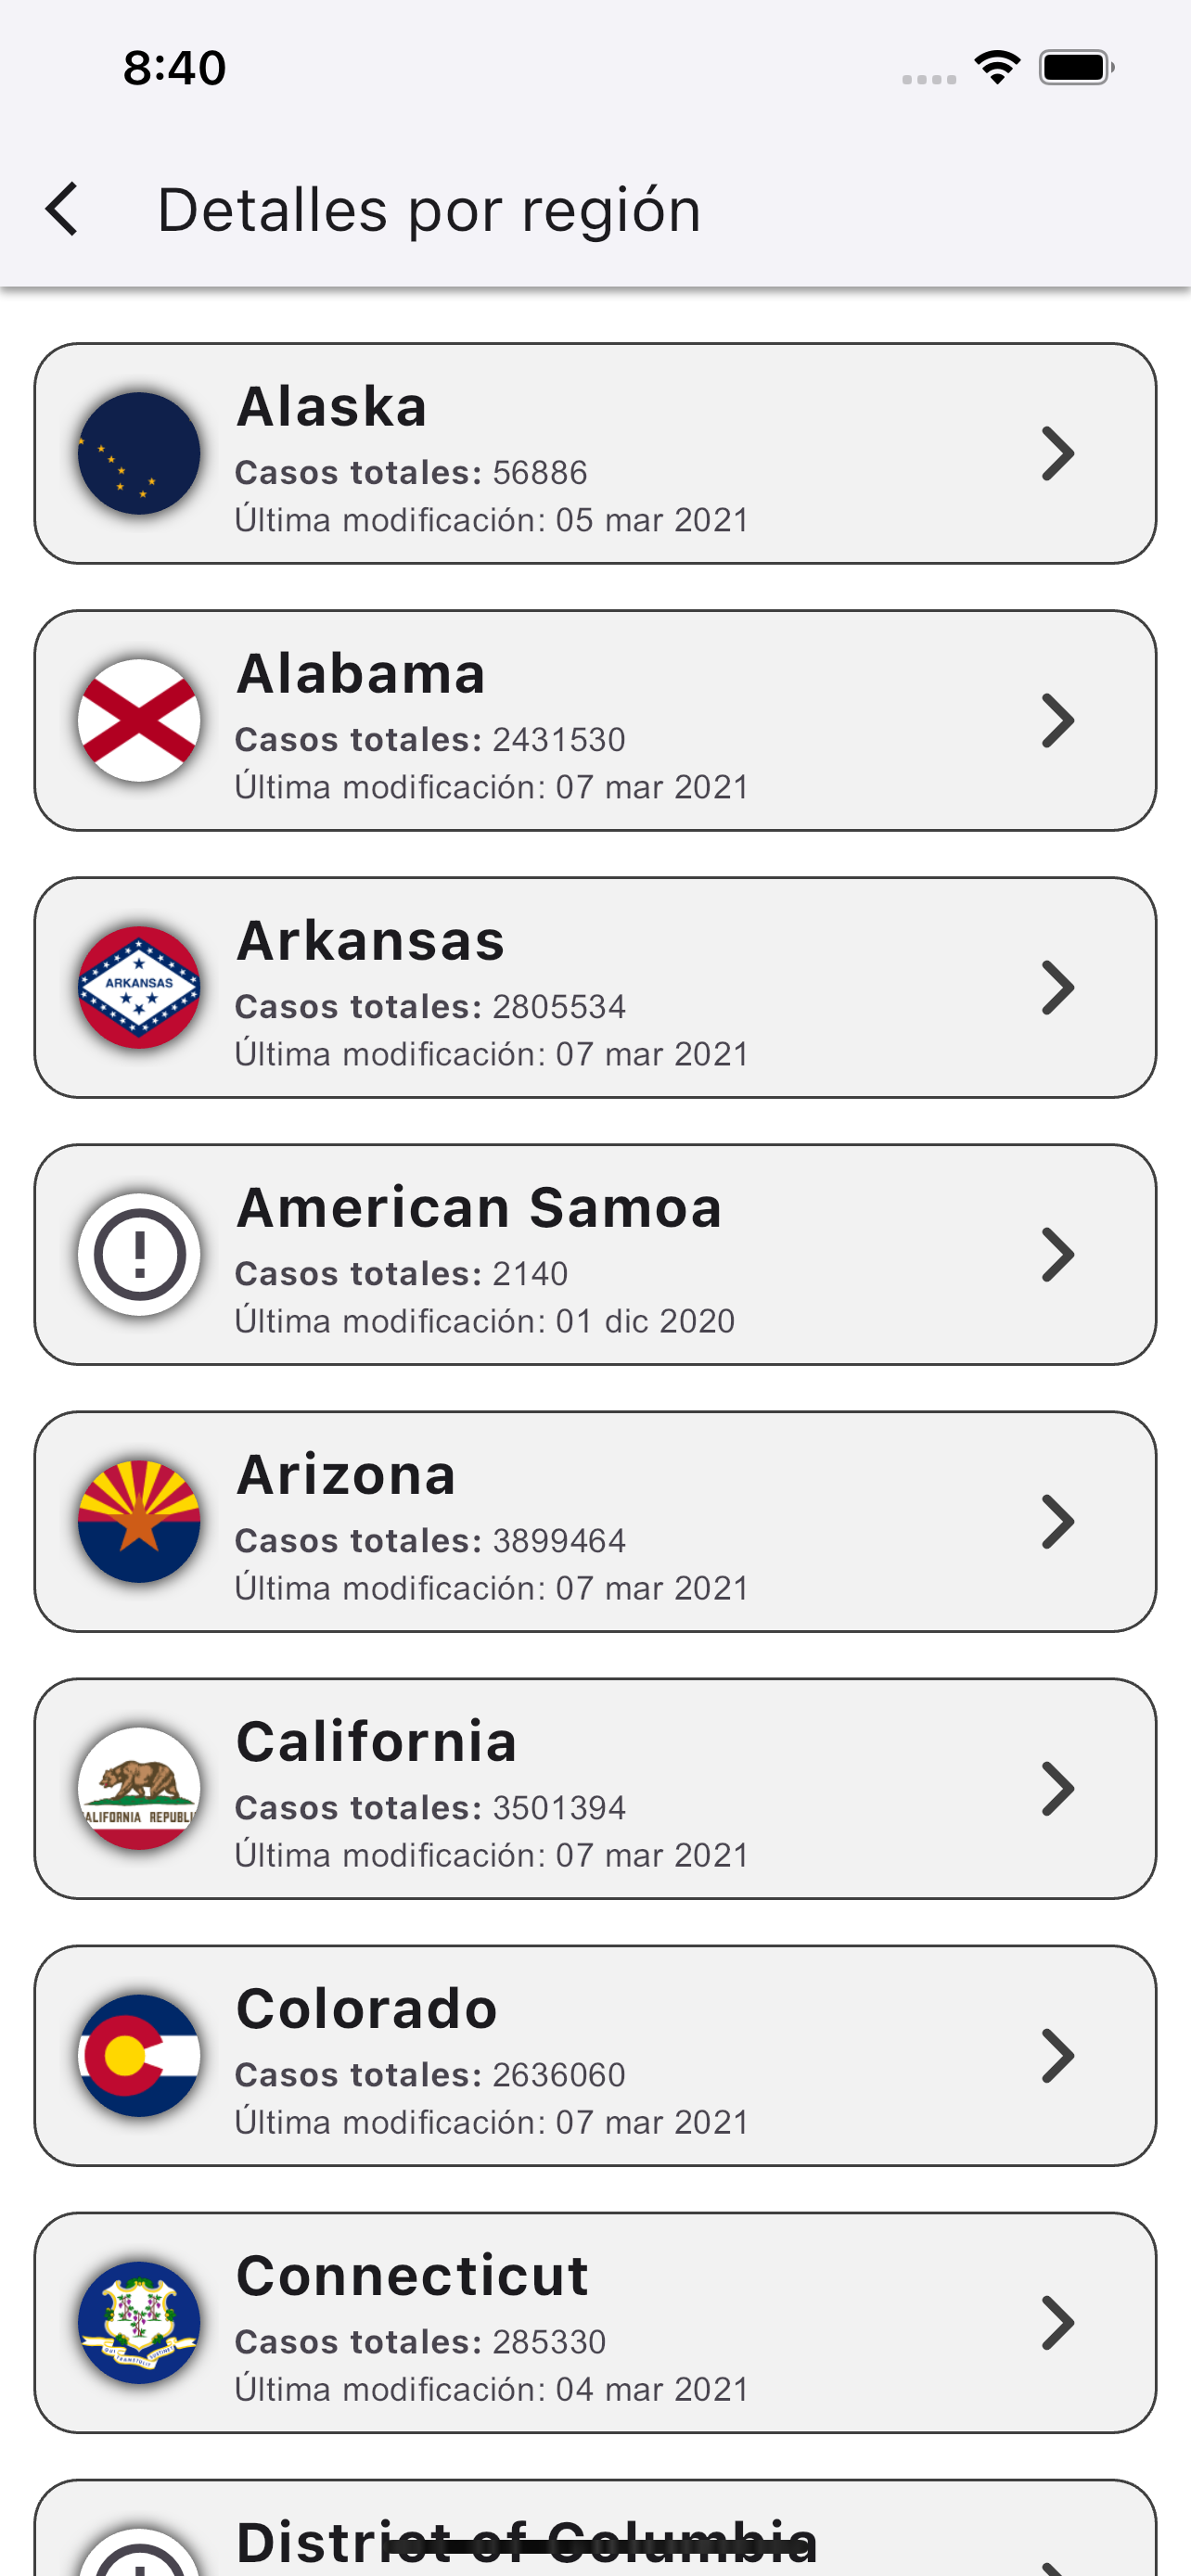 8:40
Detalles por región
Alaska
Casos totales: 56886
Última modificación: 05 mar 2021
Alabama
Casos totales: 2431530
Última modificación: 07 mar 2021
ARKANSAS
Arkansas
Casos totales: 2805534
Última modificación: 07 mar 2021
American Samoa
Casos totales: 2140
Última modificación: 01 dic 2020
Arizona
Casos totales: 3899464
Última modificación: 07 mar 2021
California
ALIFORNIA REPUBLI
Casos totales: 3501394
Última modificación: 07 mar 2021
Colorado
Casos totales: 2636060
Última modificación: 07 mar 2021
Connecticut
Casos totales: 285330
Última modificación: 04 mar 2021
District of Columbia